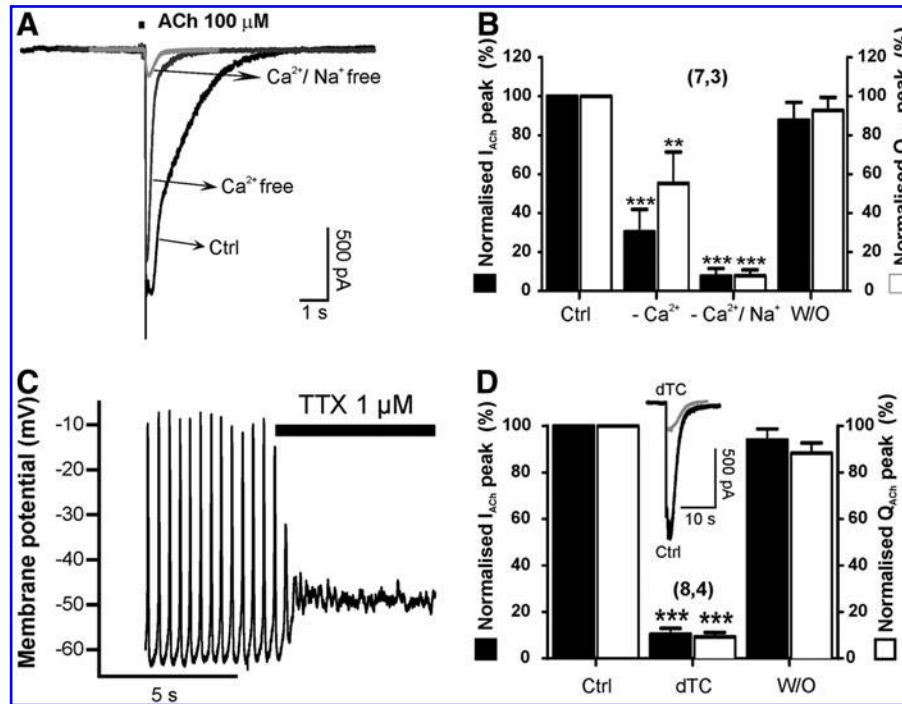 A
ACh 100 µM
Ca²⁺/ Na⁺ free
Ca²⁺ free
Ctrl
500 pA
1 s
B
Normalised I_ACh peak (%)
120
100
80
60
40
20
0
(7,3)
***
**
***
***
Ctrl
- Ca²⁺
- Ca²⁺/ Na⁺
W/O
120
100
80
60
40
20
0
Normalised Q peak (%)
C
Membrane potential (mV)
-10
-20
-30
-40
-50
-60
TTX 1 µM
5 s
D
Normalised I_ACh peak (%)
100
80
60
40
20
0
dTC
500 pA
10 s
Ctrl
(8,4)
***
***
Ctrl
dTC
W/O
100
80
60
40
20
0
Normalised Q_ACh peak (%)